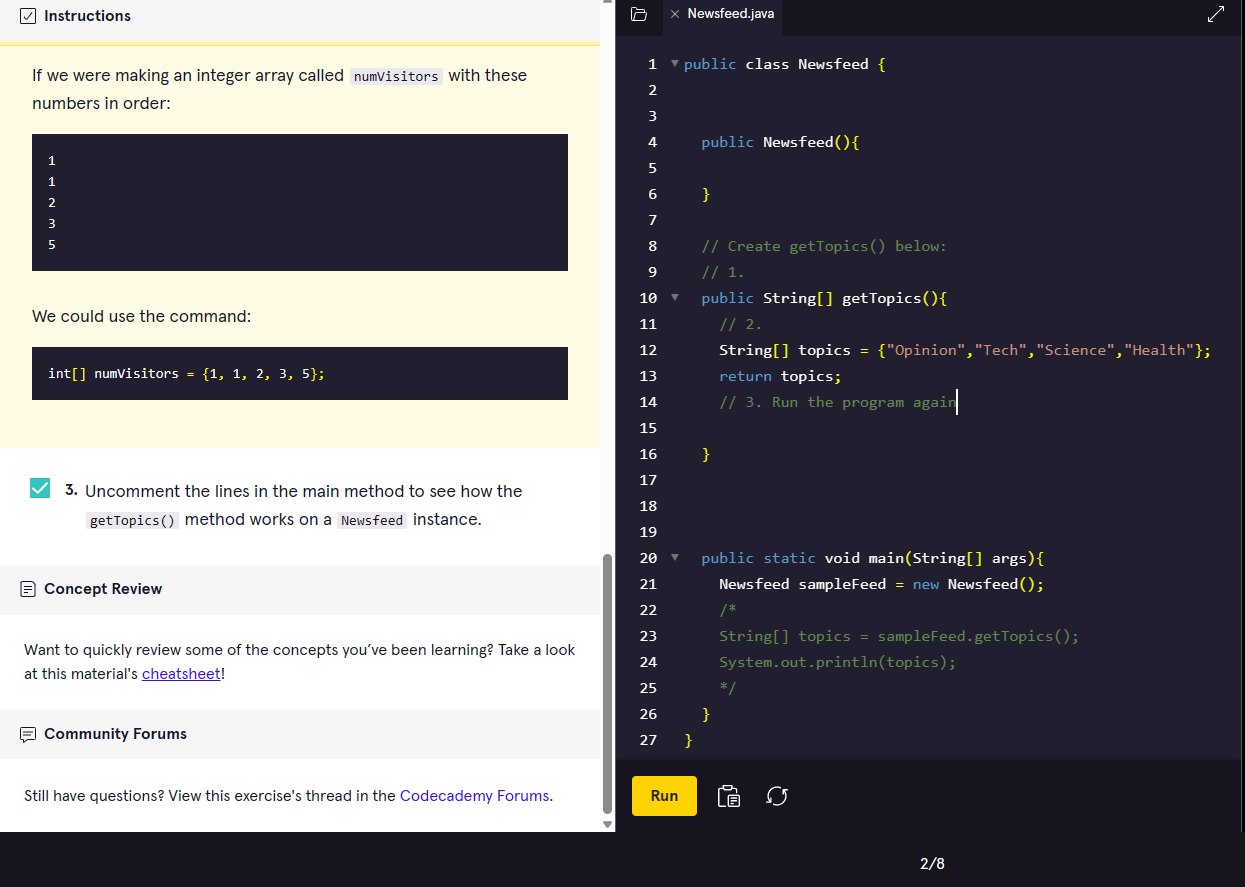 Instructions
If we were making an integer array called numVisitors with these
numbers in order:
1
1
2
3
5
We could use the command:
int[] numVisitors = {1, 1, 2, 3, 5};
3. Uncomment the lines in the main method to see how the
getTopics() method works on a Newsfeed instance.
Concept Review
Want to quickly review some of the concepts you’ve been learning? Take a look
at this material's cheatsheet!
Community Forums
Still have questions? View this exercise's thread in the Codecademy Forums.
Newsfeed.java
1 public class Newsfeed {
2
3
4 public Newsfeed(){
5
6 }
7
8 // Create getTopics() below:
9 // 1.
10 public String[] getTopics(){
11 // 2.
12 String[] topics = {"Opinion","Tech","Science","Health"};
13 return topics;
14 // 3. Run the program again
15
16 }
17
18
19
20 public static void main(String[] args){
21 Newsfeed sampleFeed = new Newsfeed();
22 /*
23 String[] topics = sampleFeed.getTopics();
24 System.out.println(topics);
25 */
26 }
27 }
Run
2/8